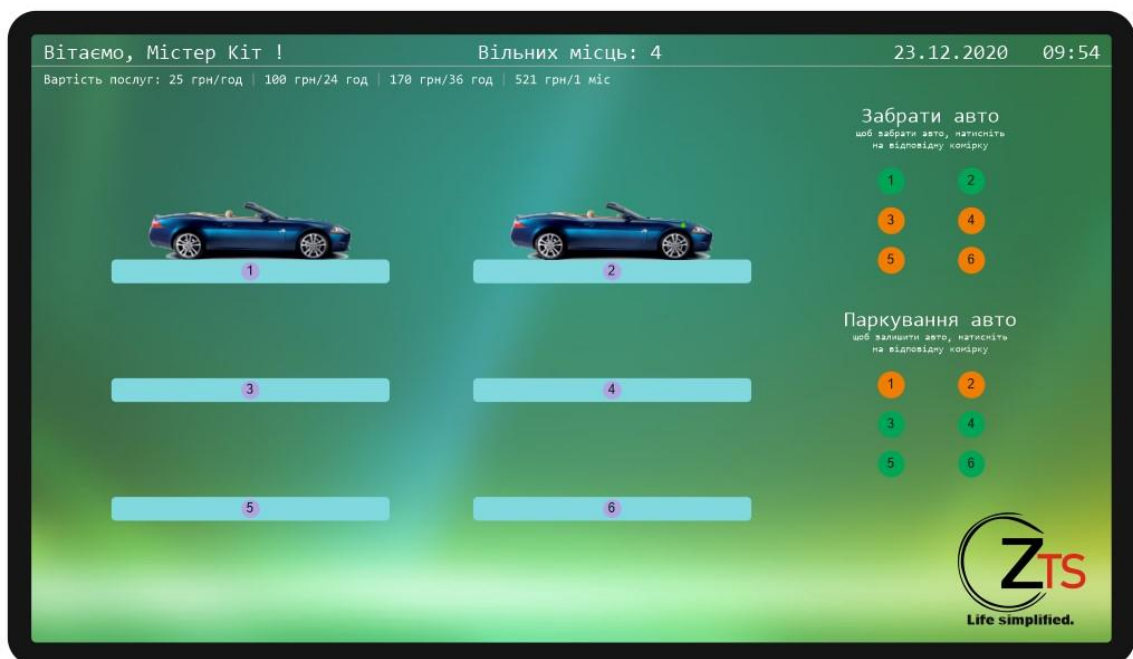 Вітаємо, Містер Кіт !
Вільних місць: 4
23.12.2020 09:54
Вартість послуг: 25 грн/год | 100 грн/24 год | 170 грн/36 год | 521 грн/1 міс
Забрати авто
щоб забрати авто, натисніть
на відповідну комірку
1 2
3 4
5 6
1 2
3 4
5 6
Паркування авто
щоб залишити авто, натисніть
на відповідну комірку
1 2
3 4
5 6
ZTS
Life simplified.